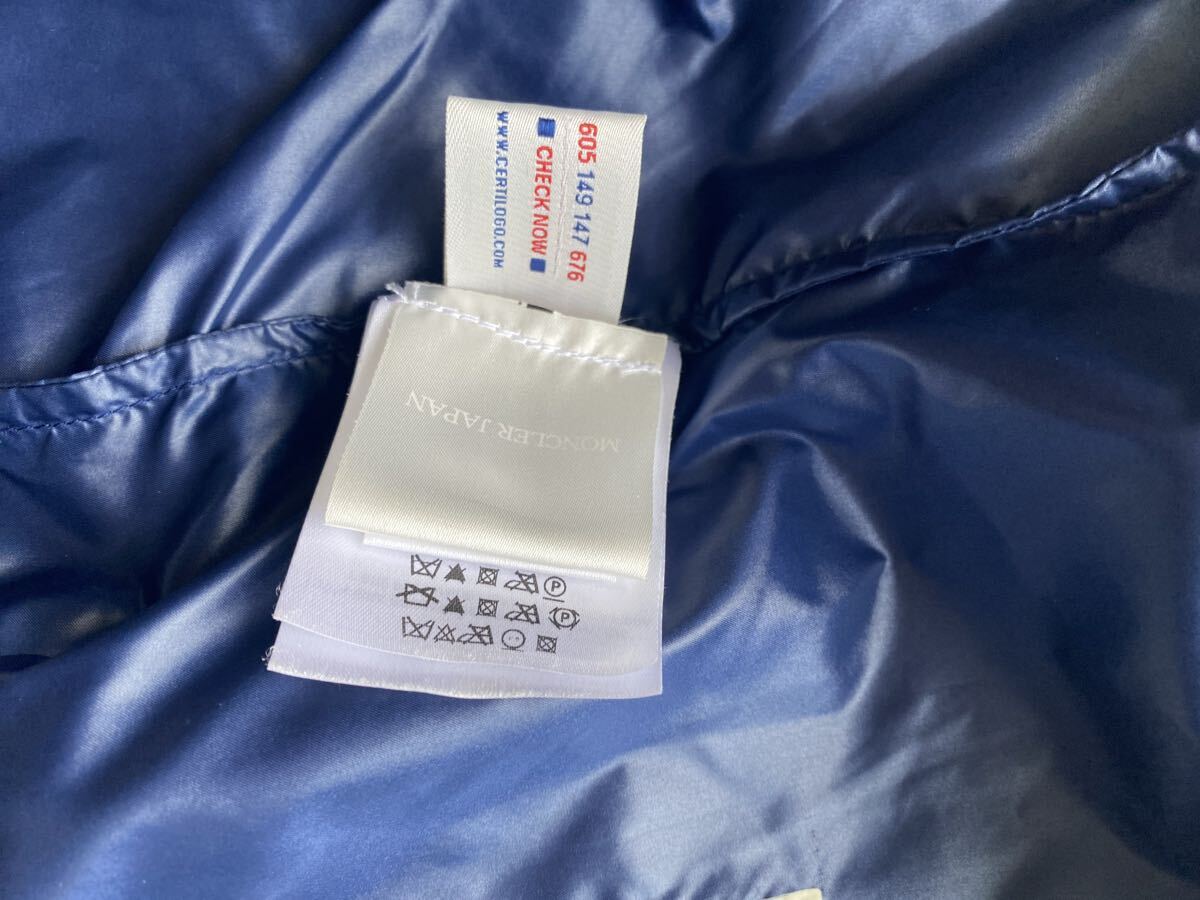 605 149 147 676
CHECK NOW
WWW.CERTILOGO.COM
MONCLER JAPAN
P
P